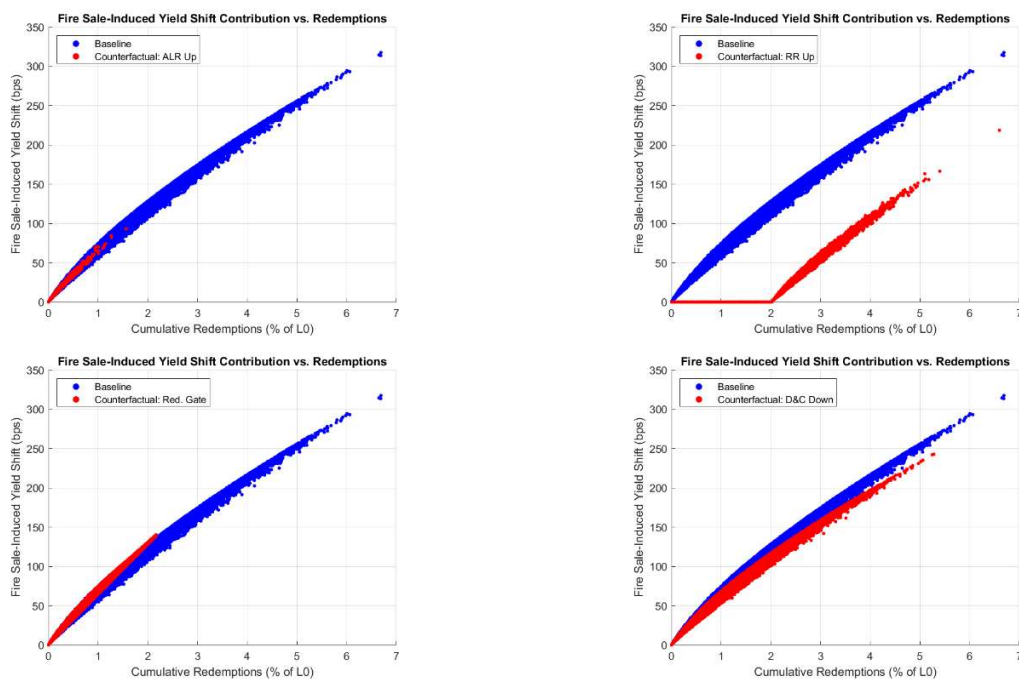 Fire Sale-Induced Yield Shift Contribution vs. Redemptions
Baseline
Counterfactual: ALR Up
Fire Sale-Induced Yield Shift (bps)
350
300
250
200
150
100
50
0
0 1 2 3 4 5 6 7
Cumulative Redemptions (% of L0)
Fire Sale-Induced Yield Shift Contribution vs. Redemptions
Baseline
Counterfactual: RR Up
Fire Sale-Induced Yield Shift (bps)
350
300
250
200
150
100
50
0
0 1 2 3 4 5 6 7
Cumulative Redemptions (% of L0)
Fire Sale-Induced Yield Shift Contribution vs. Redemptions
Baseline
Counterfactual: Red. Gate
Fire Sale-Induced Yield Shift (bps)
350
300
250
200
150
100
50
0
0 1 2 3 4 5 6 7
Cumulative Redemptions (% of L0)
Fire Sale-Induced Yield Shift Contribution vs. Redemptions
Baseline
Counterfactual: D&C Down
Fire Sale-Induced Yield Shift (bps)
350
300
250
200
150
100
50
0
0 1 2 3 4 5 6 7
Cumulative Redemptions (% of L0)